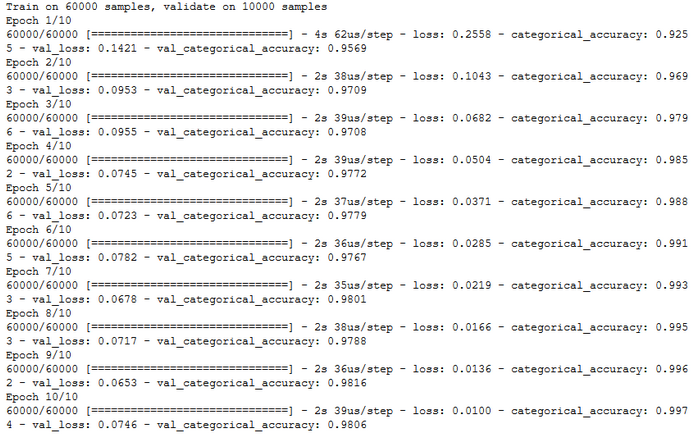 Train on 60000 samples, validate on 10000 samples
Epoch 1/10
60000/60000 [==============================] - 4s 62us/step - loss: 0.2558 - categorical_accuracy: 0.925
5 - val_loss: 0.1421 - val_categorical_accuracy: 0.9569
Epoch 2/10
60000/60000 [==============================] - 2s 38us/step - loss: 0.1043 - categorical_accuracy: 0.969
3 - val_loss: 0.0953 - val_categorical_accuracy: 0.9709
Epoch 3/10
60000/60000 [==============================] - 2s 39us/step - loss: 0.0682 - categorical_accuracy: 0.979
6 - val_loss: 0.0955 - val_categorical_accuracy: 0.9708
Epoch 4/10
60000/60000 [==============================] - 2s 39us/step - loss: 0.0504 - categorical_accuracy: 0.985
2 - val_loss: 0.0745 - val_categorical_accuracy: 0.9772
Epoch 5/10
60000/60000 [==============================] - 2s 37us/step - loss: 0.0371 - categorical_accuracy: 0.988
6 - val_loss: 0.0723 - val_categorical_accuracy: 0.9779
Epoch 6/10
60000/60000 [==============================] - 2s 36us/step - loss: 0.0285 - categorical_accuracy: 0.991
5 - val_loss: 0.0782 - val_categorical_accuracy: 0.9767
Epoch 7/10
60000/60000 [==============================] - 2s 35us/step - loss: 0.0219 - categorical_accuracy: 0.993
3 - val_loss: 0.0678 - val_categorical_accuracy: 0.9801
Epoch 8/10
60000/60000 [==============================] - 2s 38us/step - loss: 0.0166 - categorical_accuracy: 0.995
3 - val_loss: 0.0717 - val_categorical_accuracy: 0.9788
Epoch 9/10
60000/60000 [==============================] - 2s 36us/step - loss: 0.0136 - categorical_accuracy: 0.996
2 - val_loss: 0.0653 - val_categorical_accuracy: 0.9816
Epoch 10/10
60000/60000 [==============================] - 2s 39us/step - loss: 0.0100 - categorical_accuracy: 0.997
4 - val_loss: 0.0746 - val_categorical_accuracy: 0.9806